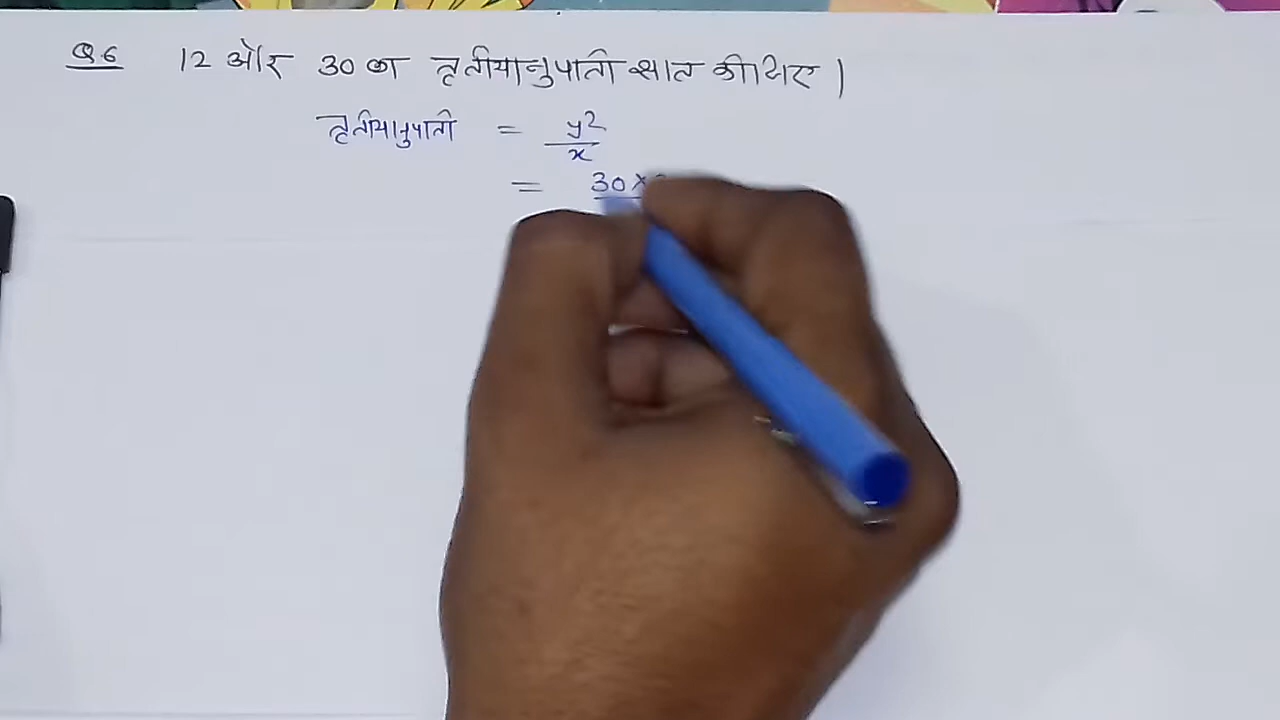 Q6 12 और 30 का तृतीयानुपाती ज्ञात कीजिए।
तृतीयानुपाती = y²/x
= 30×